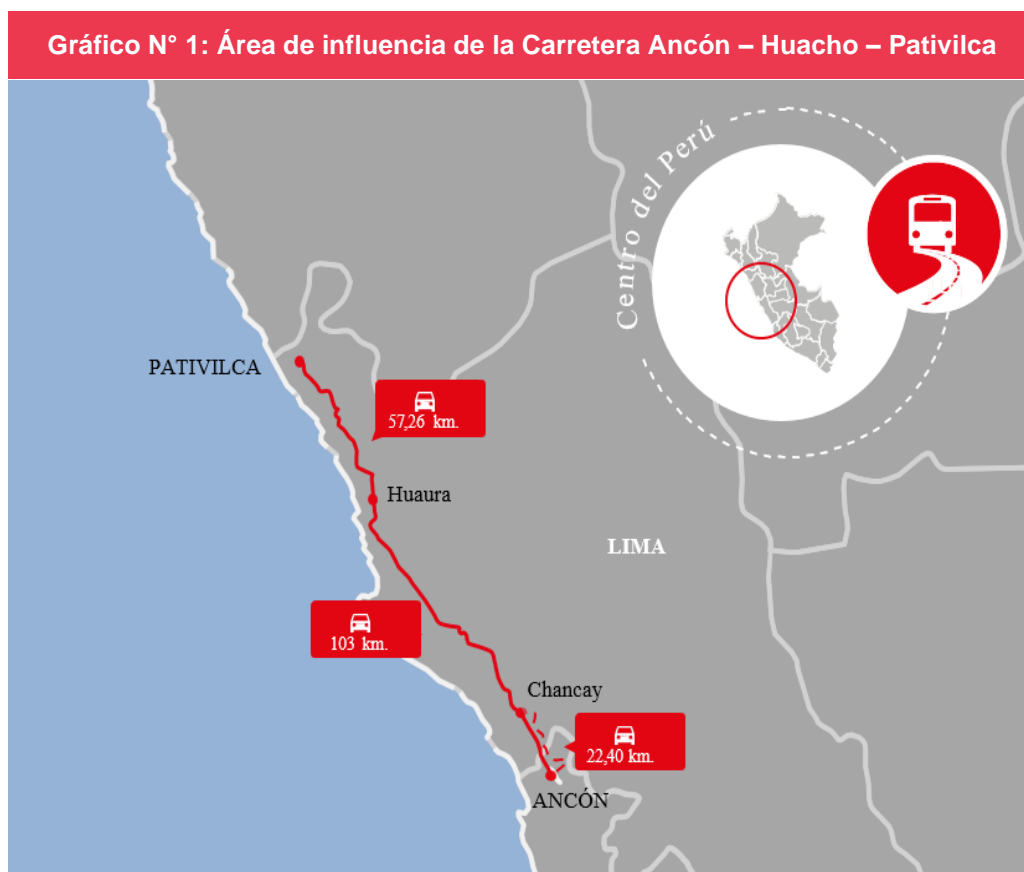 Gráfico N° 1: Área de influencia de la Carretera Ancón – Huacho – Pativilca
Centro del Perú
PATIVILCA
57,26 km.
Huaura
LIMA
103 km.
Chancay
22,40 km.
ANCÓN